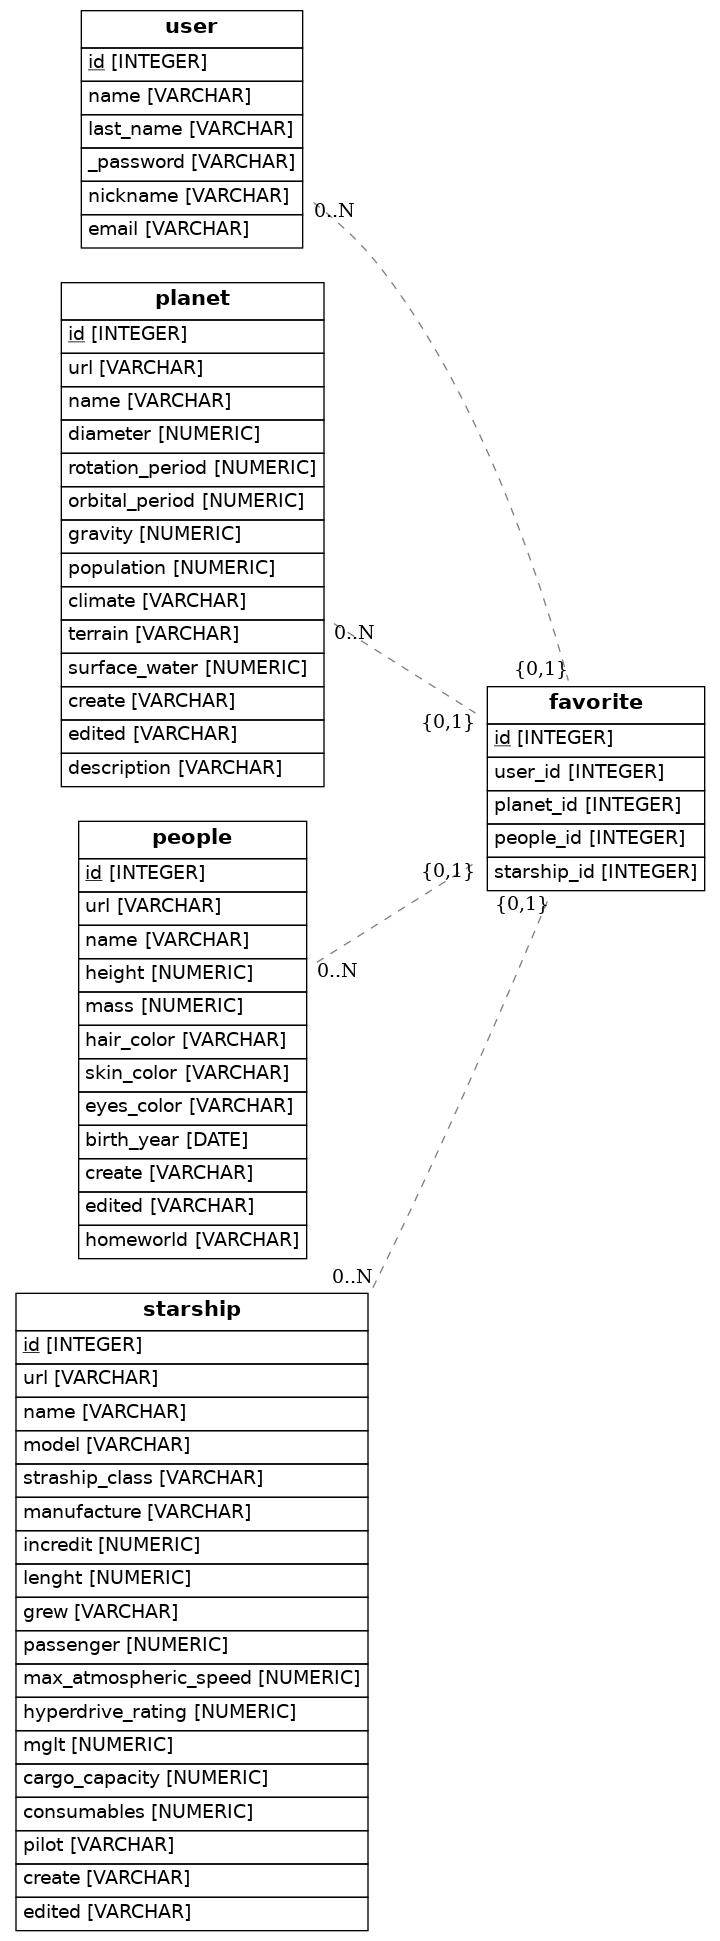 user
id [INTEGER]
name [VARCHAR]
last_name [VARCHAR]
_password [VARCHAR]
nickname [VARCHAR]
email [VARCHAR]
0..N
planet
id [INTEGER]
url [VARCHAR]
name [VARCHAR]
diameter [NUMERIC]
rotation_period [NUMERIC]
orbital_period [NUMERIC]
gravity [NUMERIC]
population [NUMERIC]
climate [VARCHAR]
terrain [VARCHAR]
surface_water [NUMERIC]
create [VARCHAR]
edited [VARCHAR]
description [VARCHAR]
0..N
{0,1}
{0,1}
favorite
id [INTEGER]
user_id [INTEGER]
planet_id [INTEGER]
people_id [INTEGER]
starship_id [INTEGER]
{0,1}
{0,1}
people
id [INTEGER]
url [VARCHAR]
name [VARCHAR]
height [NUMERIC]
mass [NUMERIC]
hair_color [VARCHAR]
skin_color [VARCHAR]
eyes_color [VARCHAR]
birth_year [DATE]
create [VARCHAR]
edited [VARCHAR]
homeworld [VARCHAR]
0..N
0..N
starship
id [INTEGER]
url [VARCHAR]
name [VARCHAR]
model [VARCHAR]
straship_class [VARCHAR]
manufacture [VARCHAR]
incredit [NUMERIC]
lenght [NUMERIC]
grew [VARCHAR]
passenger [NUMERIC]
max_atmospheric_speed [NUMERIC]
hyperdrive_rating [NUMERIC]
mglt [NUMERIC]
cargo_capacity [NUMERIC]
consumables [NUMERIC]
pilot [VARCHAR]
create [VARCHAR]
edited [VARCHAR]